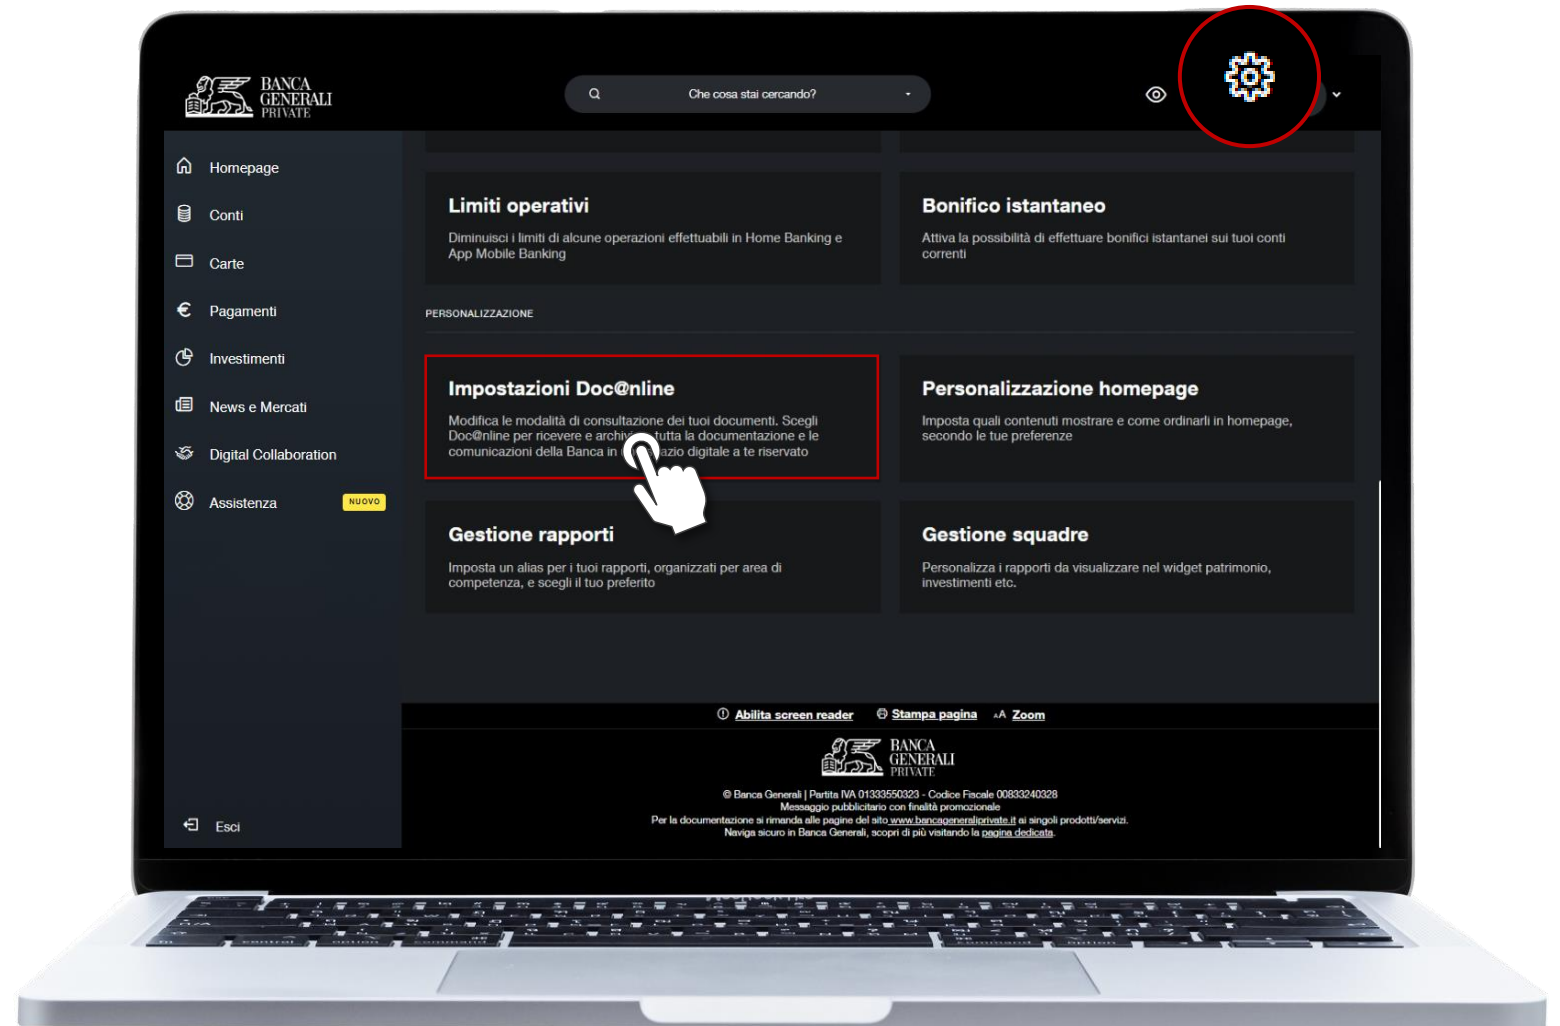 BANCA
GENERALI
PRIVATE
Che cosa stai cercando?
Homepage
Conti
Carte
Pagamenti
Investimenti
News e Mercati
Digital Collaboration
Assistenza
NUOVO
Esci
Limiti operativi
Diminuisci i limiti di alcune operazioni effettuabili in Home Banking e
App Mobile Banking
Bonifico istantaneo
Attiva la possibilità di effettuare bonifici istantanei sui tuoi conti
correnti
PERSONALIZZAZIONE
Impostazioni Doc@nline
Modifica le modalità di consultazione dei tuoi documenti. Scegli
Doc@nline per ricevere e tutta la documentazione e le
comunicazioni della Banca in digitale a te riservato
Personalizzazione homepage
Imposta quali contenuti mostrare e come ordinarli in homepage,
secondo le tue preferenze
Gestione rapporti
Imposta un alias per i tuoi rapporti, organizzati per area di
competenza, e scegli il tuo preferito
Gestione squadre
Personalizza i rapporti da visualizzare nel widget patrimonio,
investimenti etc.
Abilita screen reader Stampa pagina AA Zoom
BANCA
GENERALI
PRIVATE
© Banca Generali | Partita IVA 01333550323 - Codice Fiscale 00833240328
Messaggio pubblicitario con finalità promozionale
Per la documentazione si rimanda alle pagine del sito www.bancageneraliprivate.it ai singoli prodotti/servizi.
Naviga sicuro in Banca Generali, scopri di più visitando la pagina dedicata.
control option command command option